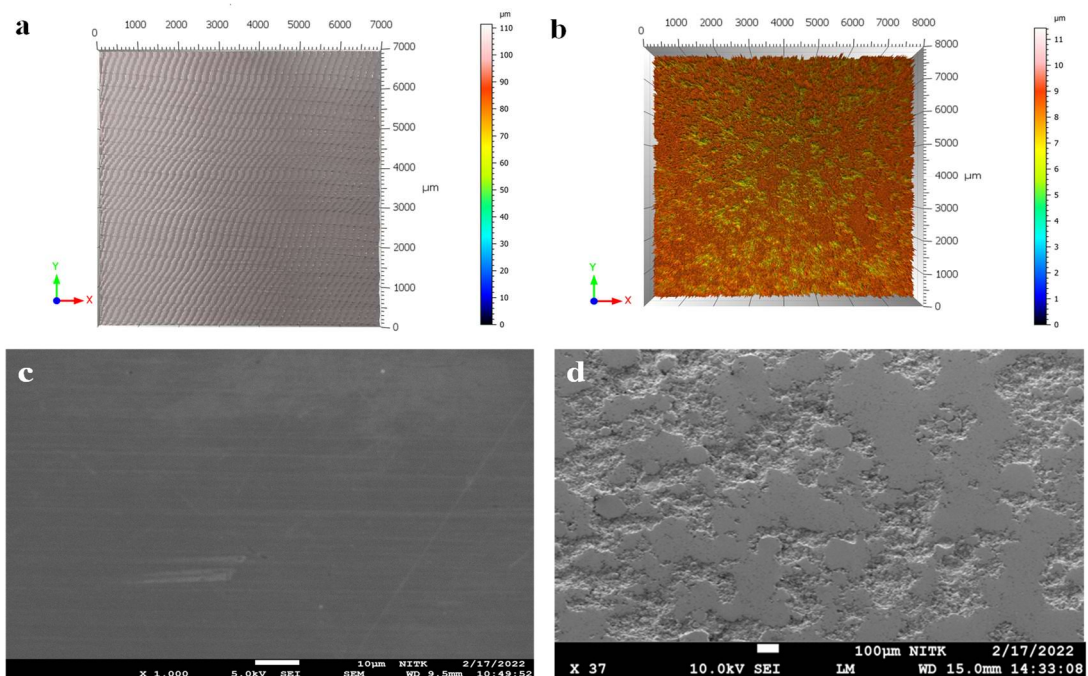 a
µm
0 1000 2000 3000 4000 5000 6000 7000
7000
6000
5000
4000
µm
3000
2000
1000
0
110
100
90
80
70
60
50
40
30
20
10
0
Y
X
b
µm
0 1000 2000 3000 4000 5000 6000 7000 8000
8000
7000
6000
5000
4000
µm
3000
2000
1000
0
11
10
9
8
7
6
5
4
3
2
1
0
Y
X
c
10µm NITK 2/17/2022
X 1,000 5.0kV SEI SEM WD 9.5mm 10:49:52
d
100µm NITK 2/17/2022
X 37 10.0kV SEI LM WD 15.0mm 14:33:08